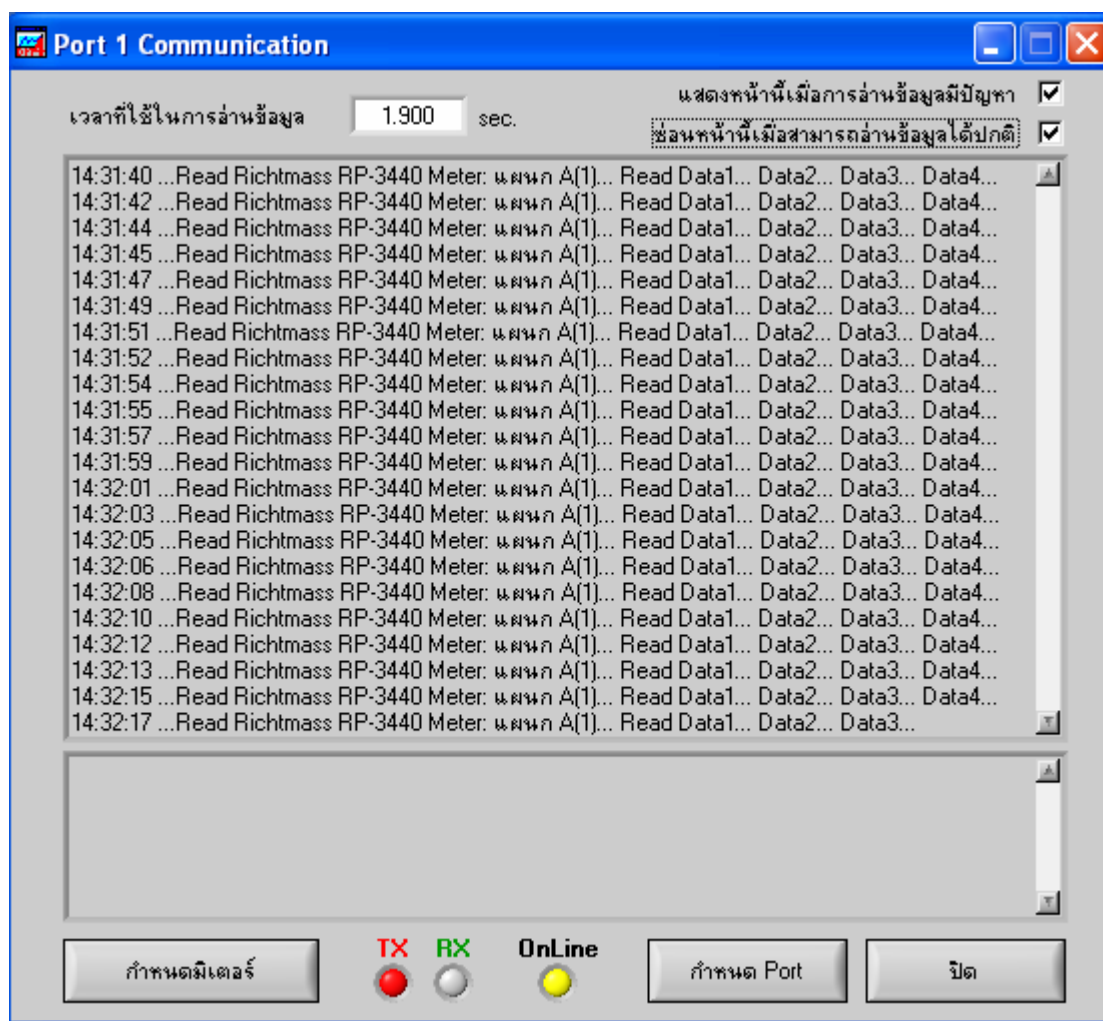 Port 1 Communication
แสดงหน้านี้เมื่อการอ่านข้อมูลมีปัญหา
เวลาที่ใช้ในการอ่านข้อมูล 1.900 sec.
ซ่อนหน้านี้เมื่อสามารถอ่านข้อมูลได้ปกติ
14:31:40 ...Read Richtmass RP-3440 Meter: แผนก A(1)... Read Data1... Data2... Data3... Data4...
14:31:42 ...Read Richtmass RP-3440 Meter: แผนก A(1)... Read Data1... Data2... Data3... Data4...
14:31:44 ...Read Richtmass RP-3440 Meter: แผนก A(1)... Read Data1... Data2... Data3... Data4...
14:31:45 ...Read Richtmass RP-3440 Meter: แผนก A(1)... Read Data1... Data2... Data3... Data4...
14:31:47 ...Read Richtmass RP-3440 Meter: แผนก A(1)... Read Data1... Data2... Data3... Data4...
14:31:49 ...Read Richtmass RP-3440 Meter: แผนก A(1)... Read Data1... Data2... Data3... Data4...
14:31:51 ...Read Richtmass RP-3440 Meter: แผนก A(1)... Read Data1... Data2... Data3... Data4...
14:31:52 ...Read Richtmass RP-3440 Meter: แผนก A(1)... Read Data1... Data2... Data3... Data4...
14:31:54 ...Read Richtmass RP-3440 Meter: แผนก A(1)... Read Data1... Data2... Data3... Data4...
14:31:55 ...Read Richtmass RP-3440 Meter: แผนก A(1)... Read Data1... Data2... Data3... Data4...
14:31:57 ...Read Richtmass RP-3440 Meter: แผนก A(1)... Read Data1... Data2... Data3... Data4...
14:31:59 ...Read Richtmass RP-3440 Meter: แผนก A(1)... Read Data1... Data2... Data3... Data4...
14:32:01 ...Read Richtmass RP-3440 Meter: แผนก A(1)... Read Data1... Data2... Data3... Data4...
14:32:03 ...Read Richtmass RP-3440 Meter: แผนก A(1)... Read Data1... Data2... Data3... Data4...
14:32:05 ...Read Richtmass RP-3440 Meter: แผนก A(1)... Read Data1... Data2... Data3... Data4...
14:32:06 ...Read Richtmass RP-3440 Meter: แผนก A(1)... Read Data1... Data2... Data3... Data4...
14:32:08 ...Read Richtmass RP-3440 Meter: แผนก A(1)... Read Data1... Data2... Data3... Data4...
14:32:10 ...Read Richtmass RP-3440 Meter: แผนก A(1)... Read Data1... Data2... Data3... Data4...
14:32:12 ...Read Richtmass RP-3440 Meter: แผนก A(1)... Read Data1... Data2... Data3... Data4...
14:32:13 ...Read Richtmass RP-3440 Meter: แผนก A(1)... Read Data1... Data2... Data3... Data4...
14:32:15 ...Read Richtmass RP-3440 Meter: แผนก A(1)... Read Data1... Data2... Data3... Data4...
14:32:17 ...Read Richtmass RP-3440 Meter: แผนก A(1)... Read Data1... Data2... Data3...
TX RX OnLine
กำหนดมิเตอร์ กำหนด Port ปิด